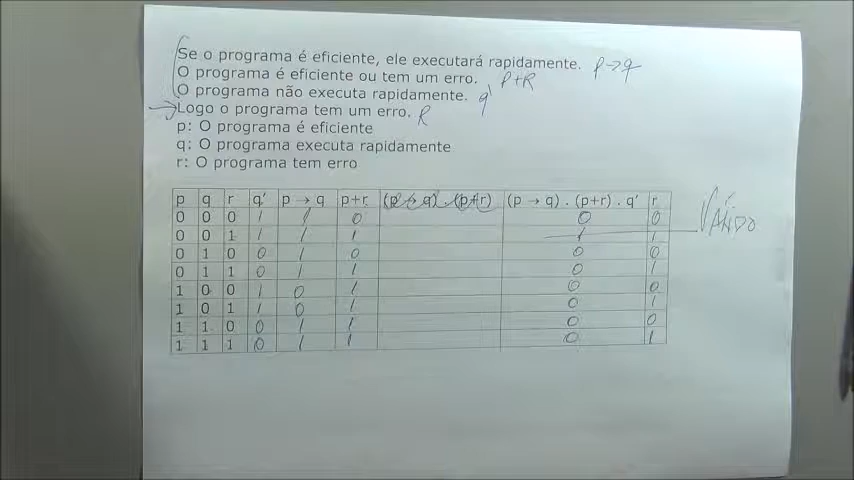 Se o programa é eficiente, ele executará rapidamente. p→q
O programa é eficiente ou tem um erro. P+R
O programa não executa rapidamente. q'
→Logo o programa tem um erro. R
p: O programa é eficiente
q: O programa executa rapidamente
r: O programa tem erro
p q r q' p → q p+r (p → q) . (p+r) (p → q) . (p+r) . q' r
0 0 0 1 1 0 0 0
0 0 1 1 1 1 1 1 VÁLIDO
0 1 0 0 1 0 0 0
0 1 1 0 1 1 0 1
1 0 0 1 0 1 0 0
1 0 1 1 0 1 0 1
1 1 0 0 1 1 0 0
1 1 1 0 1 1 0 1